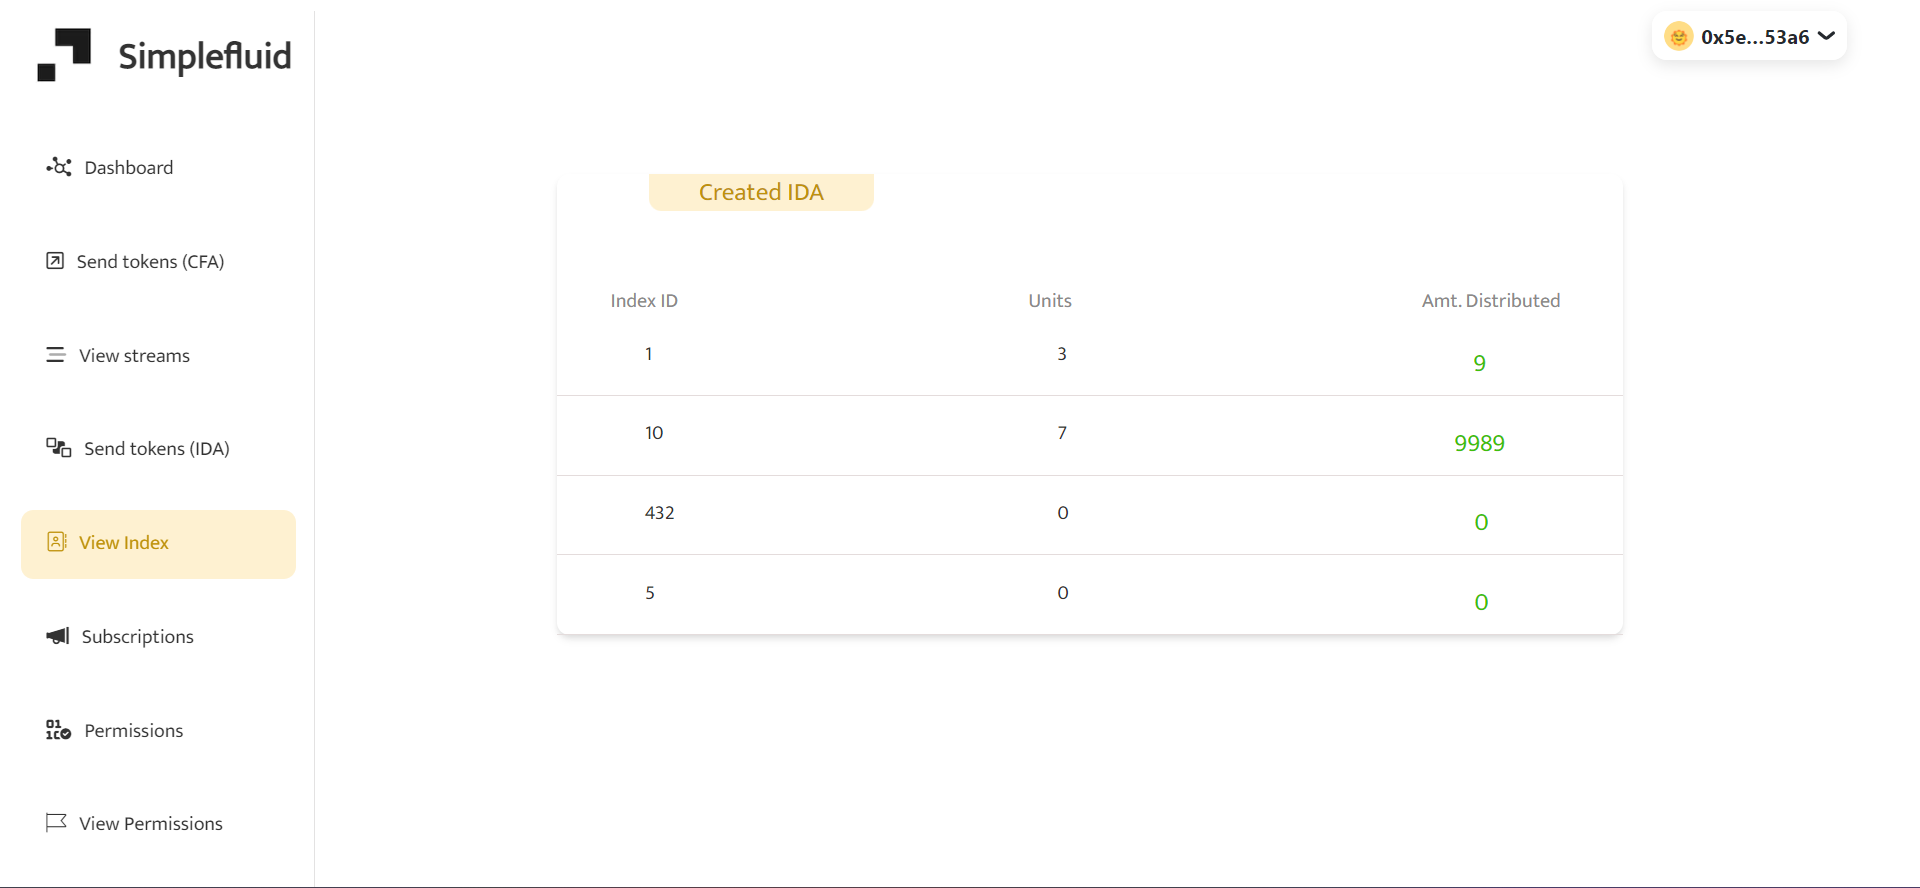 Simplefluid
0x5e...53a6
Dashboard
Send tokens (CFA)
View streams
Send tokens (IDA)
View Index
Subscriptions
Permissions
View Permissions
Created IDA
Index ID Units Amt. Distributed
1 3 9
10 7 9989
432 0 0
5 0 0